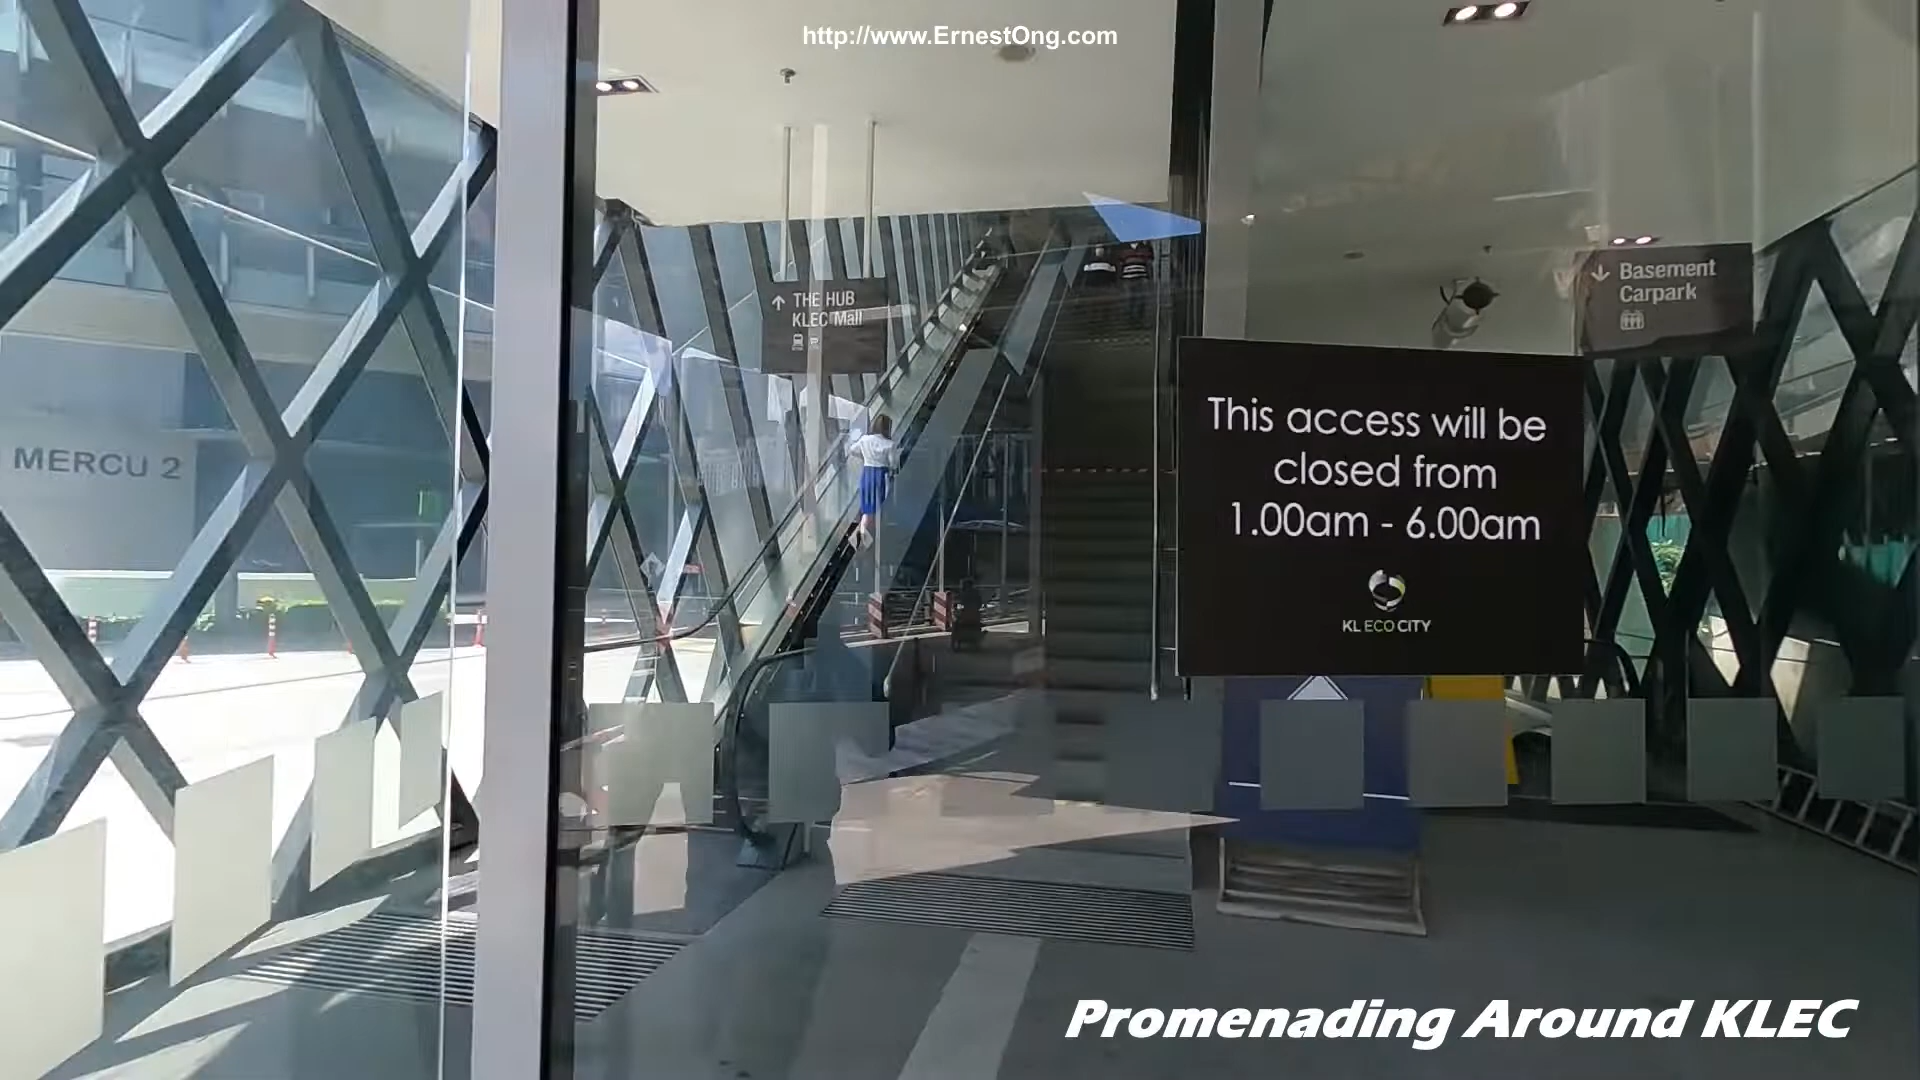 http://www.ErnestOng.com
THE HUB
KLEC Mall
Basement
Carpark
This access will be
closed from
1.00am - 6.00am
KL ECO CITY
MERCU 2
Promenading Around KLEC